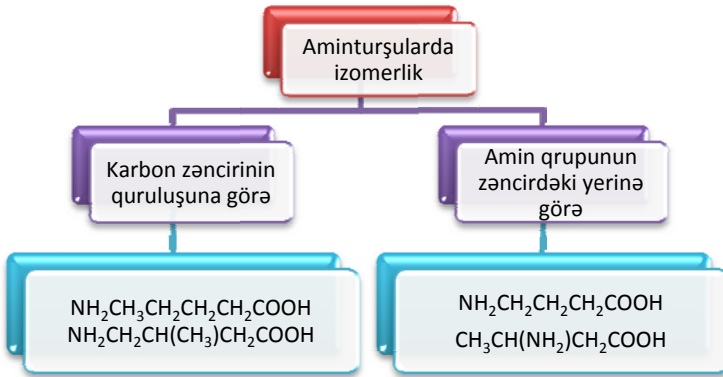 Aminturşularda
izomerlik
Karbon zəncirinin
quruluşuna görə
Amin qrupunun
zəncirdəki yerinə
görə
NH₂CH₃CH₂CH₂CH₂COOH
NH₂CH₂CH(CH₃)CH₂COOH
NH₂CH₂CH₂CH₂COOH
CH₃CH(NH₂)CH₂COOH